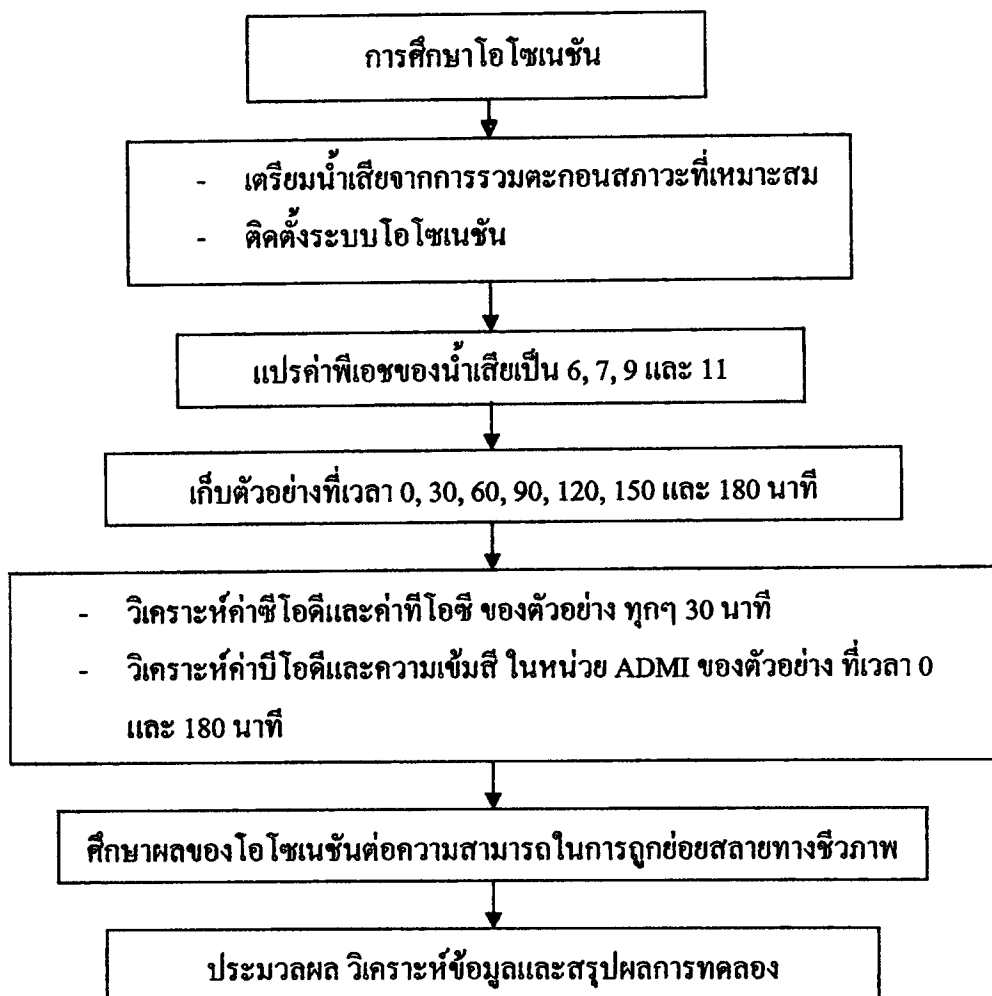 การศึกษาโอโซเนชัน
- เตรียมน้ำเสียจากการรวมตะกอนสภาวะที่เหมาะสม
- ติดตั้งระบบโอโซเนชัน
แปรค่าพีเอชของน้ำเสียเป็น 6, 7, 9 และ 11
เก็บตัวอย่างที่เวลา 0, 30, 60, 90, 120, 150 และ 180 นาที
- วิเคราะห์ค่าซีโอดีและค่าทีโอซี ของตัวอย่าง ทุกๆ 30 นาที
- วิเคราะห์ค่าบีโอดีและความเข้มสี ในหน่วย ADMI ของตัวอย่าง ที่เวลา 0
และ 180 นาที
ศึกษาผลของโอโซเนชันต่อความสามารถในการถูกย่อยสลายทางชีวภาพ
ประมวลผล วิเคราะห์ข้อมูลและสรุปผลการทดลอง